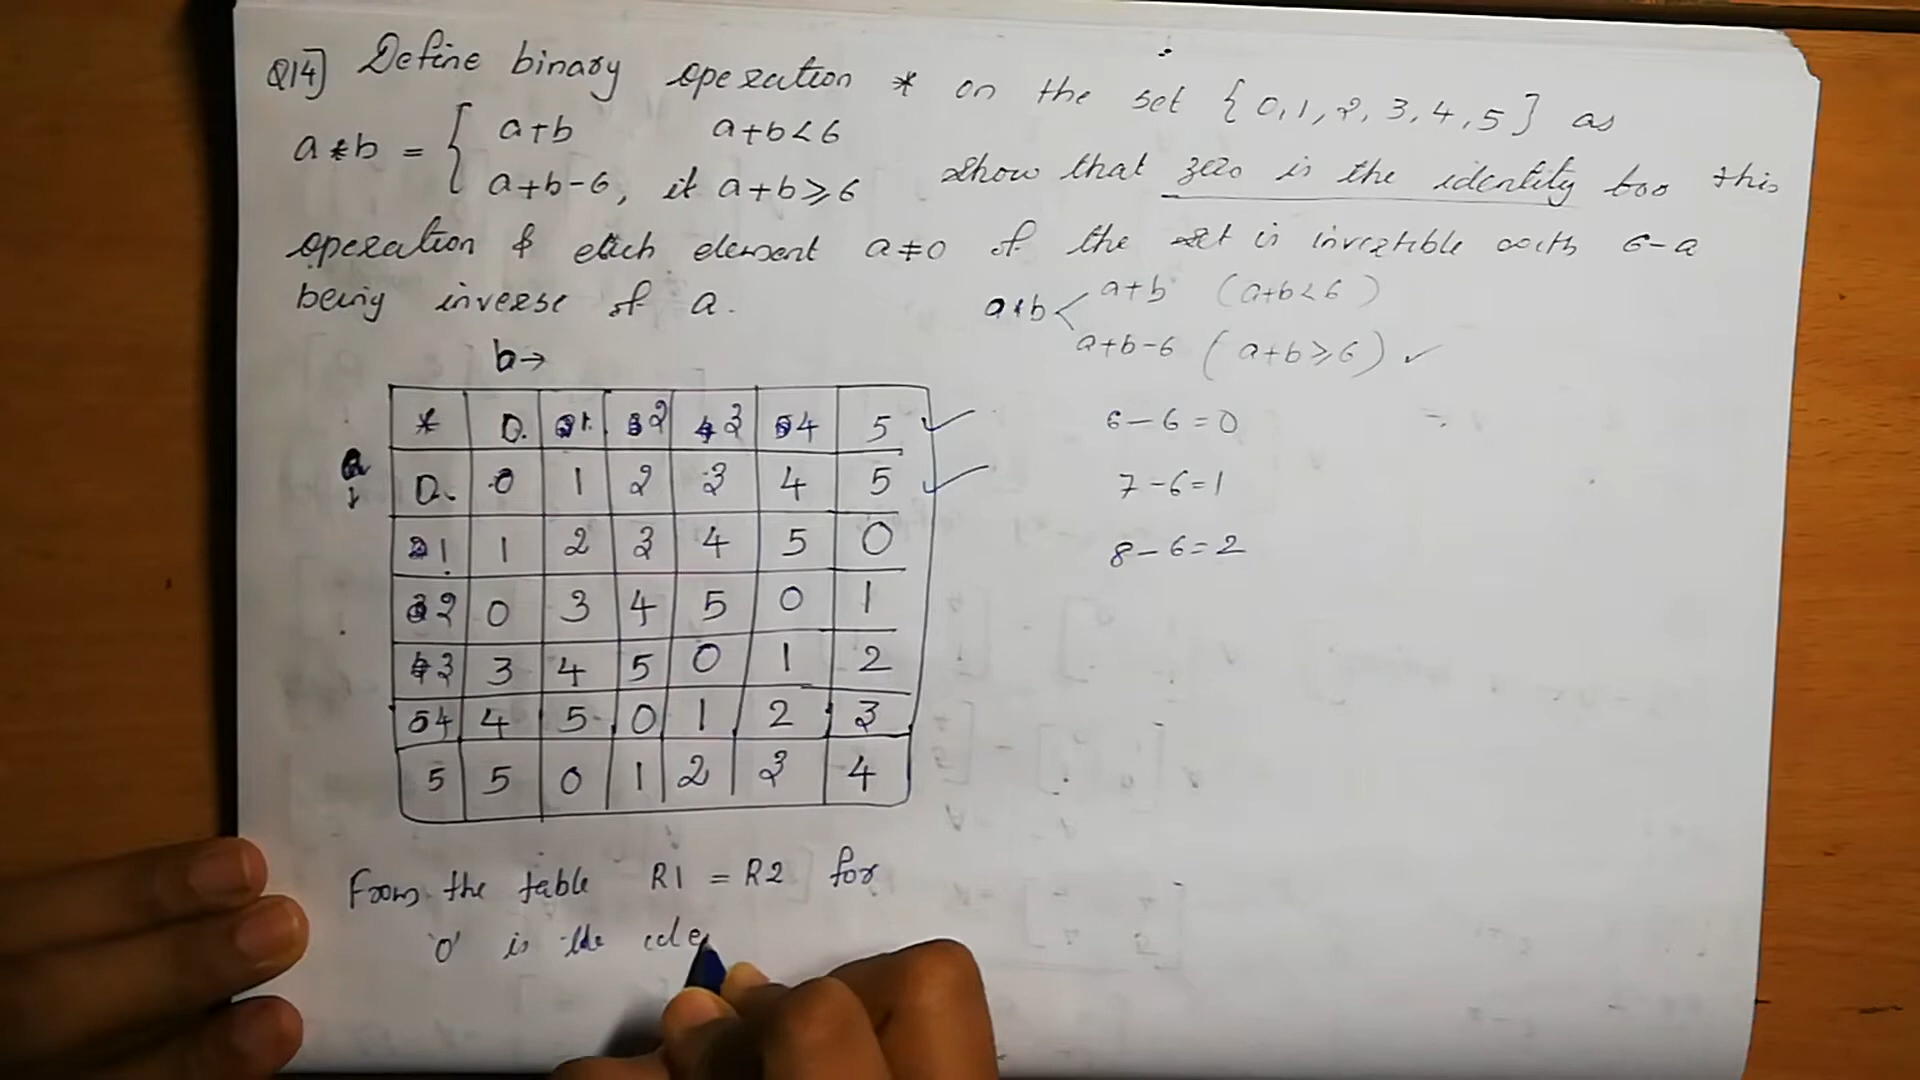 Q14] Define binary operation * on the set {0,1,2,3,4,5} as
a*b = { a+b a+b<6
a+b-6, if a+b≥6 show that zero is the identity for this
operation & each element a≠0 of the set is invertible with 6-a
being inverse of a.
a*b < a+b (a+b<6)
a+b-6 (a+b≥6) ✓
b→
a ↓
* 0. 1. 2 3 4 5 ✓
0. 0 1 2 3 4 5 ✓
1 1 2 3 4 5 0
2 0 3 4 5 0 1
3 3 4 5 0 1 2
4 4 5 0 1 2 3
5 5 0 1 2 3 4
6-6=0
7-6=1
8-6=2
From the table R1 = R2 for
'0' is the ide